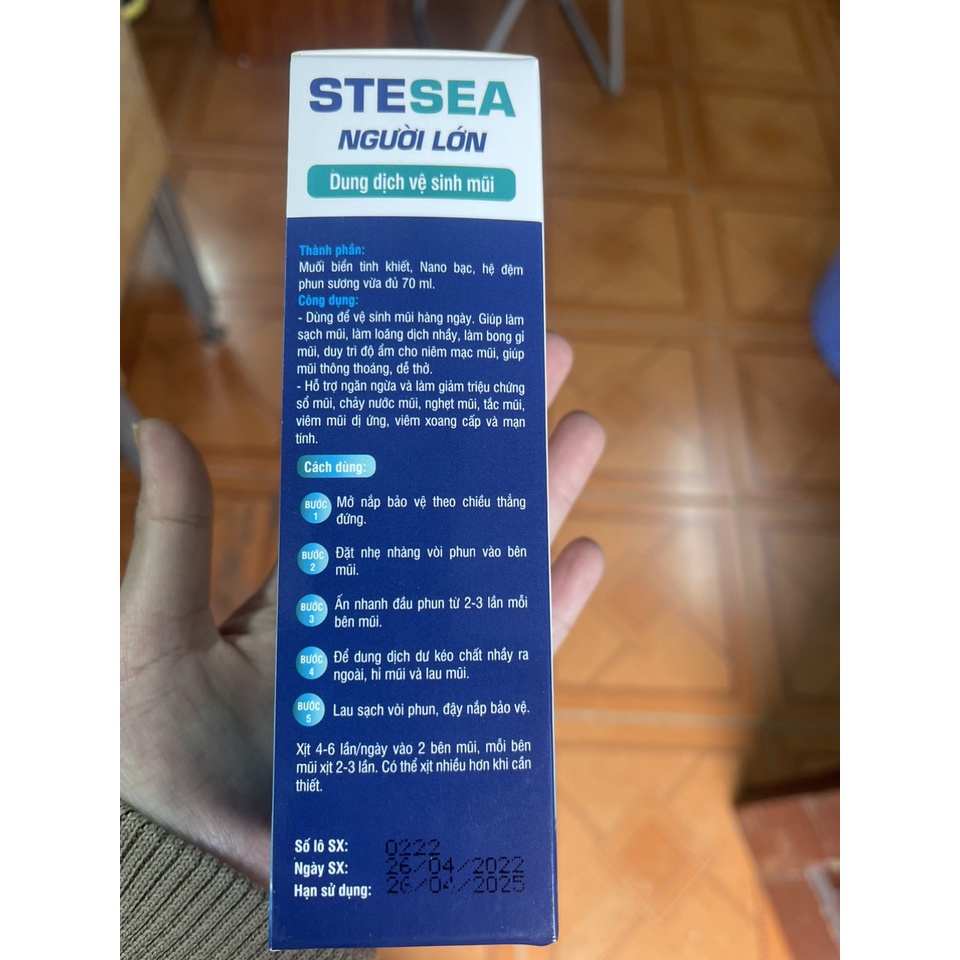 STESEA
NGƯỜI LỚN
Dung dịch vệ sinh mũi
Thành phần:
Muối biển tinh khiết, Nano bạc, hệ đệm
phun sương vừa đủ 70 ml.
Công dụng:
- Dùng để vệ sinh mũi hàng ngày. Giúp làm
sạch mũi, làm loãng dịch nhầy, làm bong gỉ
mũi, duy trì độ ẩm cho niêm mạc mũi, giúp
mũi thông thoáng, dễ thở.
- Hỗ trợ ngăn ngừa và làm giảm triệu chứng
sổ mũi, chảy nước mũi, nghẹt mũi, tắc mũi,
viêm mũi dị ứng, viêm xoang cấp và mạn
tính.
Cách dùng:
BƯỚC 1 Mở nắp bảo vệ theo chiều thẳng
đứng.
BƯỚC 2 Đặt nhẹ nhàng vòi phun vào bên
mũi.
BƯỚC 3 Ấn nhanh đầu phun từ 2-3 lần mỗi
bên mũi.
BƯỚC 4 Để dung dịch dư kéo chất nhầy ra
ngoài, hỉ mũi và lau mũi.
BƯỚC 5 Lau sạch vòi phun, đậy nắp bảo vệ.
Xịt 4-6 lần/ngày vào 2 bên mũi, mỗi bên
mũi xịt 2-3 lần. Có thể xịt nhiều hơn khi cần
thiết.
Số lô SX: 0222
Ngày SX: 26/04/2022
Hạn sử dụng: 26/04/2025